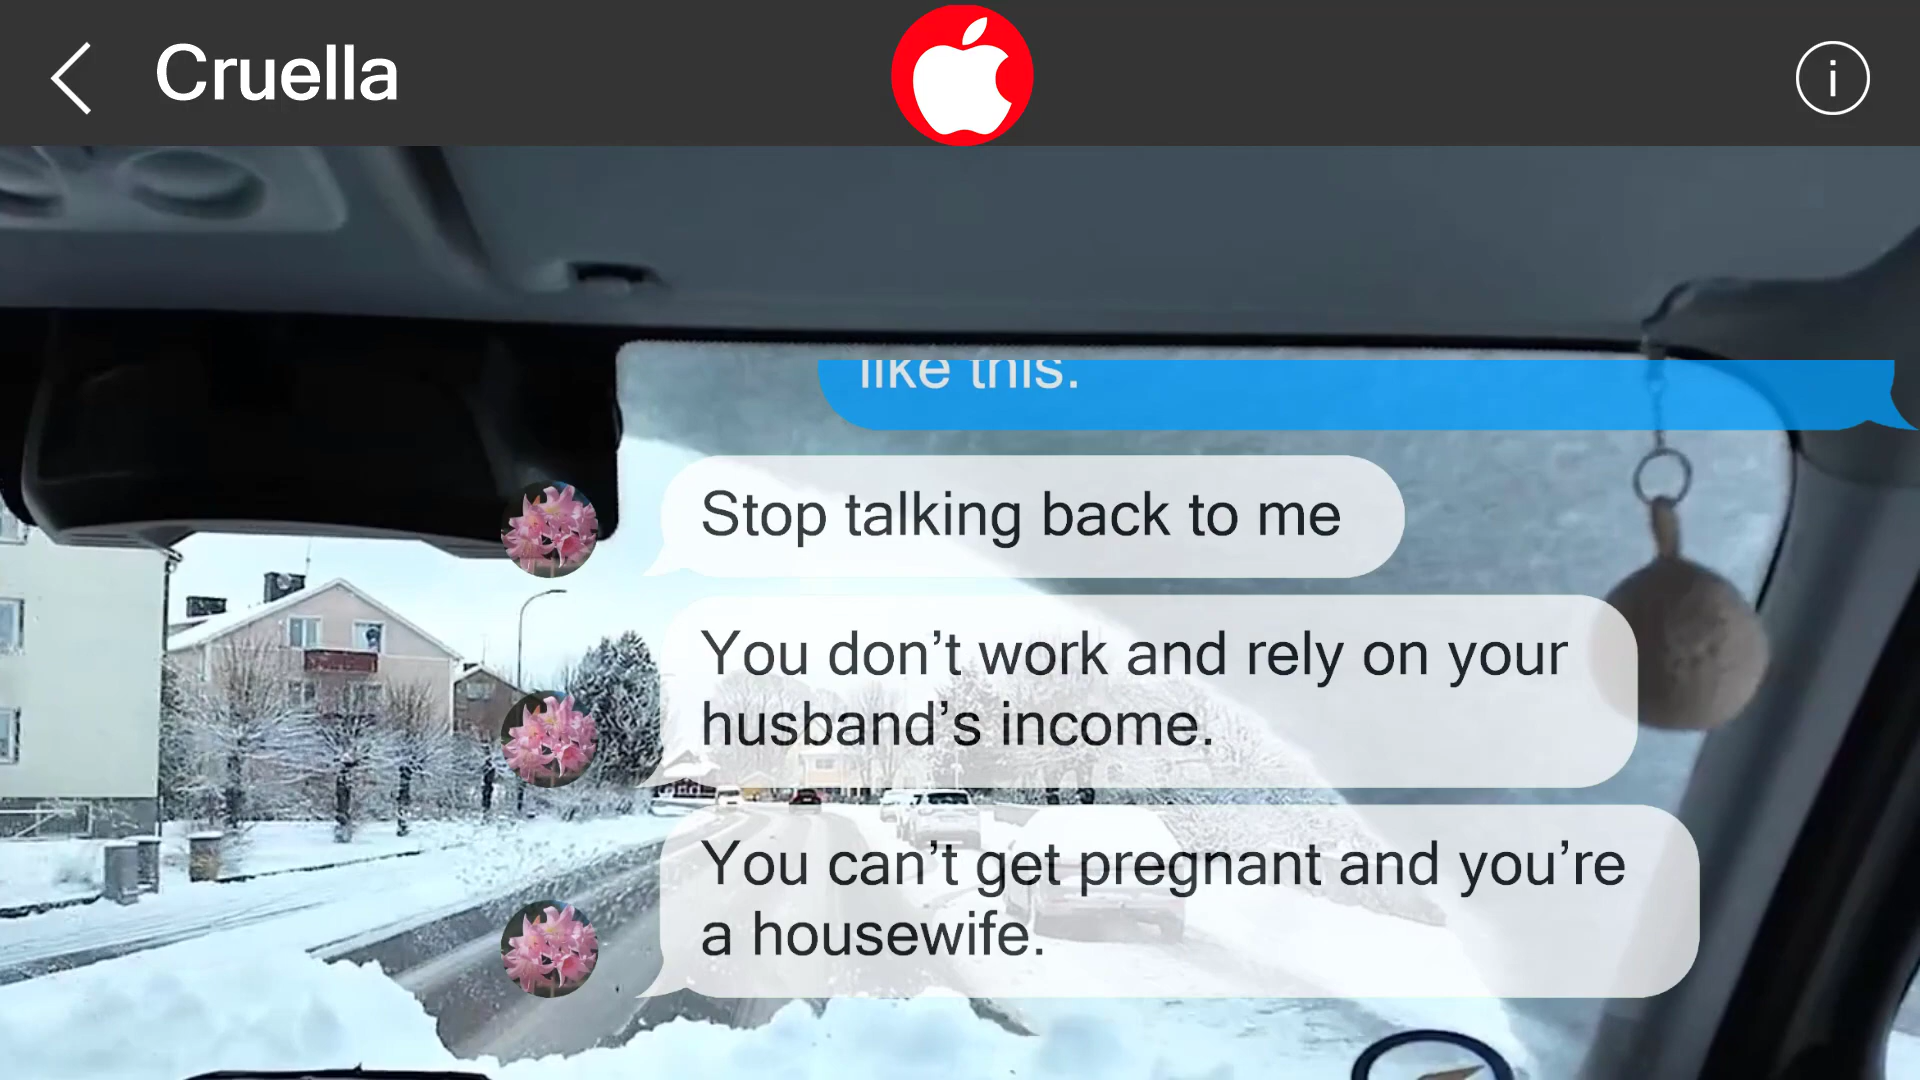 Cruella
like this.
Stop talking back to me
You don’t work and rely on your
husband’s income.
You can’t get pregnant and you’re
a housewife.